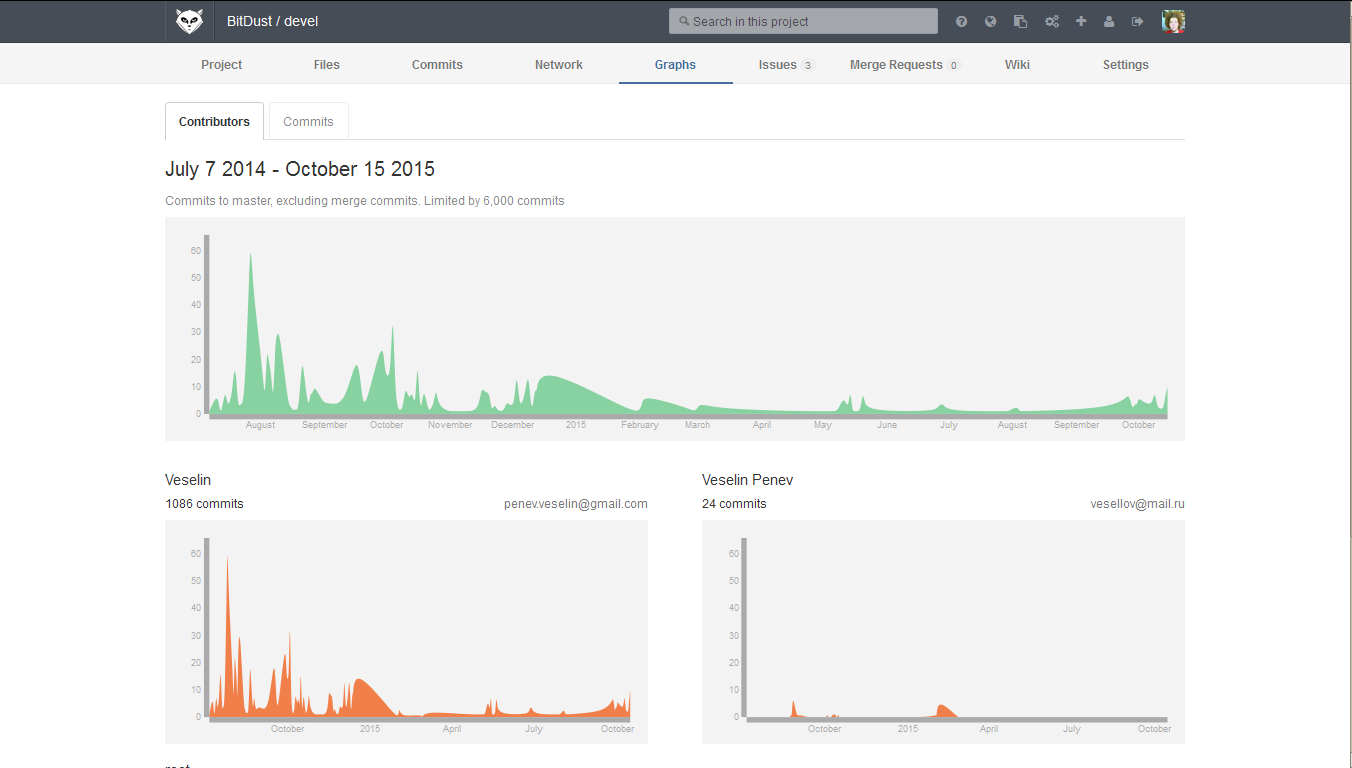 BitDust / devel
Search in this project
Project Files Commits Network Graphs Issues 3 Merge Requests 0 Wiki Settings
Contributors Commits
July 7 2014 - October 15 2015
Commits to master, excluding merge commits. Limited by 6,000 commits
60
50
40
30
20
10
0
August September October November December 2015 February March April May June July August September October
Veselin
1086 commits penev.veselin@gmail.com
60
50
40
30
20
10
0
October 2015 April July October
Veselin Penev
24 commits vesellov@mail.ru
60
50
40
30
20
10
0
October 2015 April July October